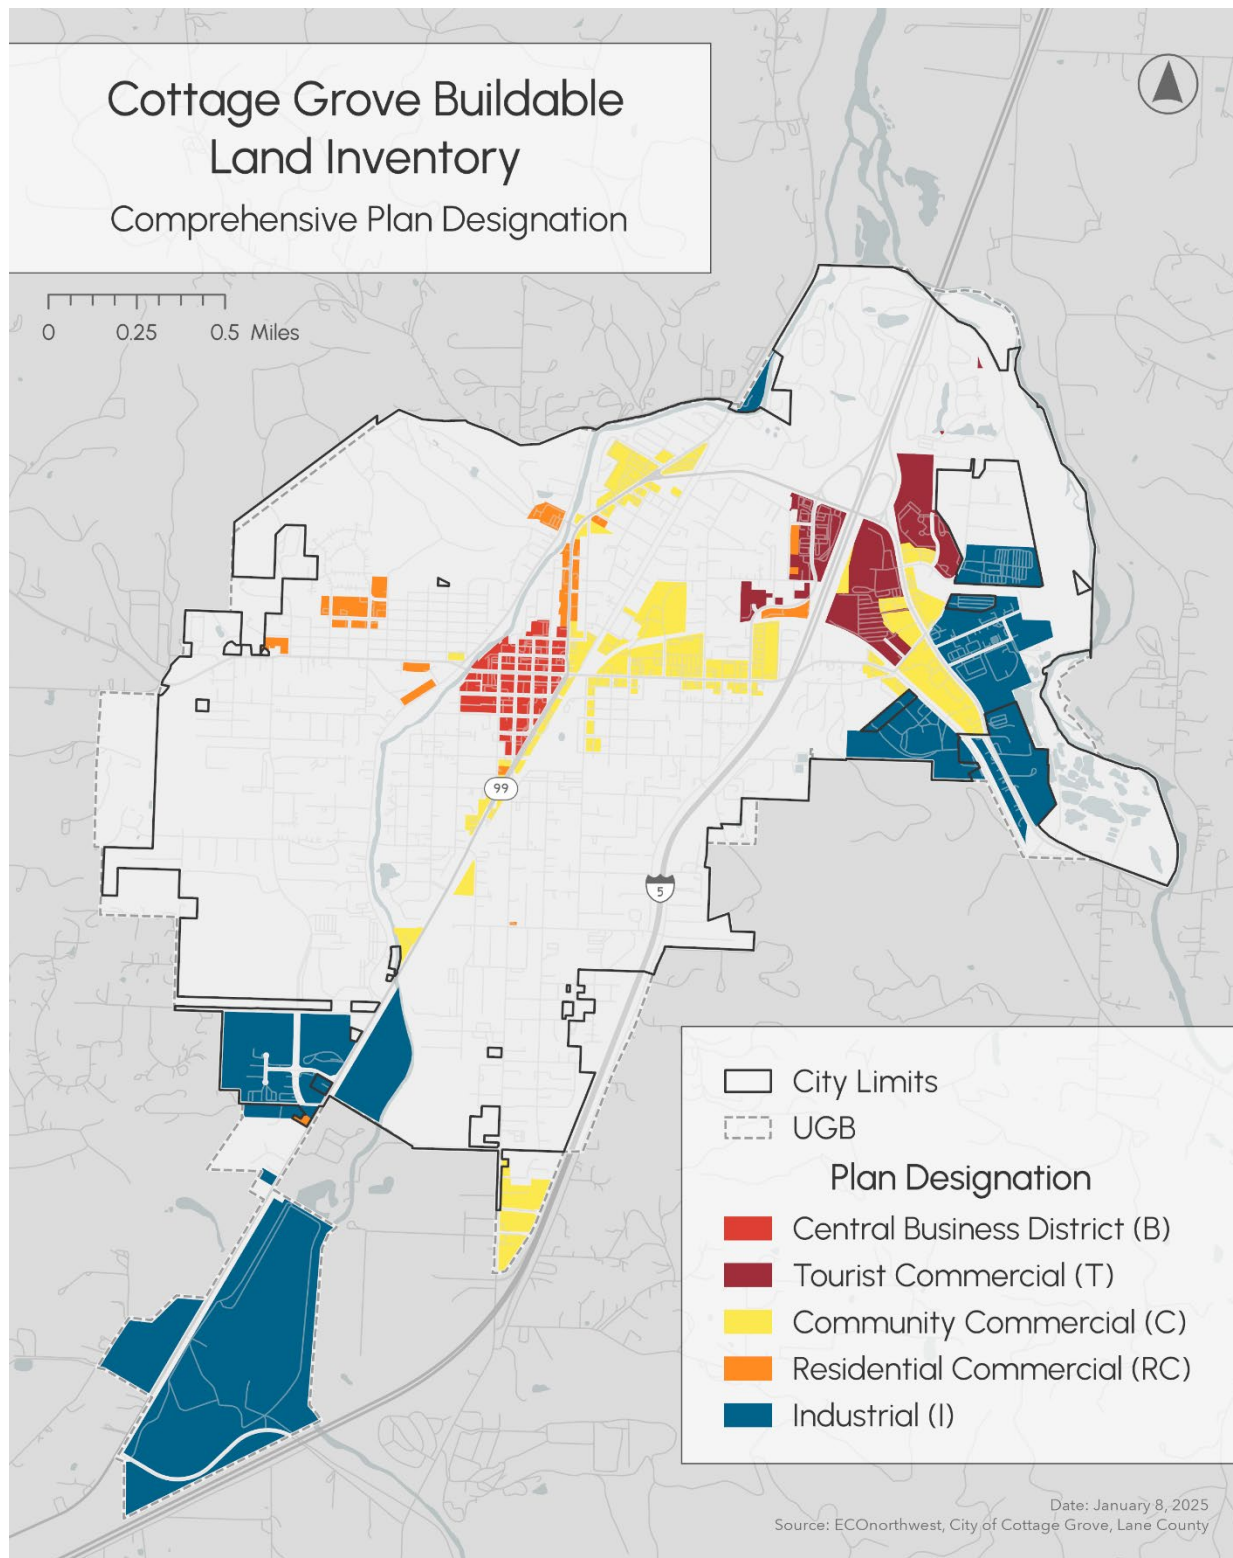 Cottage Grove Buildable
Land Inventory
Comprehensive Plan Designation
0 0.25 0.5 Miles
99
5
City Limits
UGB
Plan Designation
Central Business District (B)
Tourist Commercial (T)
Community Commercial (C)
Residential Commercial (RC)
Industrial (I)
Date: January 8, 2025
Source: ECOnorthwest, City of Cottage Grove, Lane County